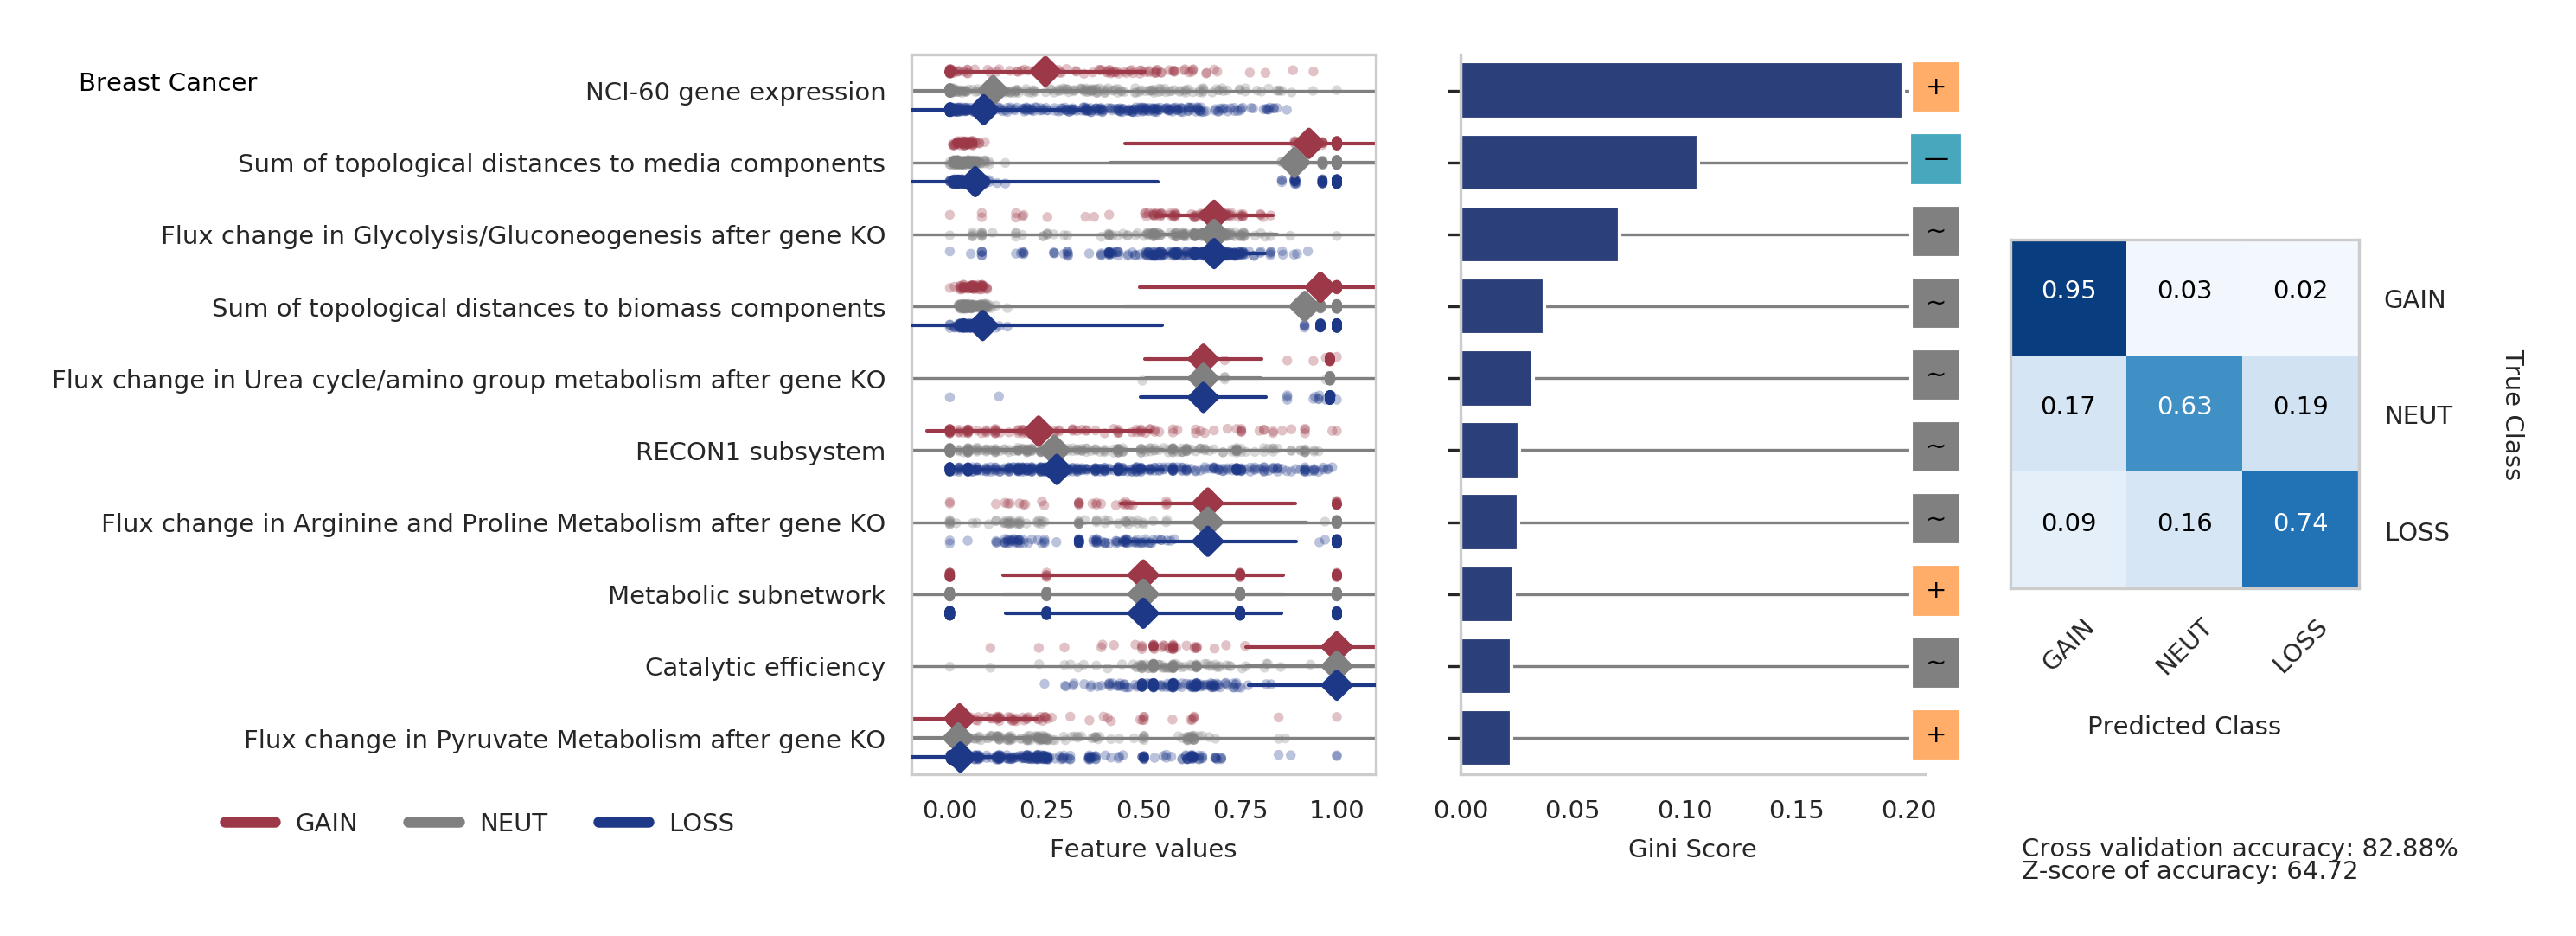 Breast Cancer
NCI-60 gene expression
Sum of topological distances to media components
Flux change in Glycolysis/Gluconeogenesis after gene KO
Sum of topological distances to biomass components
Flux change in Urea cycle/amino group metabolism after gene KO
RECON1 subsystem
Flux change in Arginine and Proline Metabolism after gene KO
Metabolic subnetwork
Catalytic efficiency
Flux change in Pyruvate Metabolism after gene KO
GAIN NEUT LOSS
0.00 0.25 0.50 0.75 1.00
Feature values
+
—
~
~
~
~
~
+
~
+
0.00 0.05 0.10 0.15 0.20
Gini Score
0.95 0.03 0.02 GAIN
0.17 0.63 0.19 NEUT
0.09 0.16 0.74 LOSS
True Class
GAIN NEUT LOSS
Predicted Class
Cross validation accuracy: 82.88%
Z-score of accuracy: 64.72